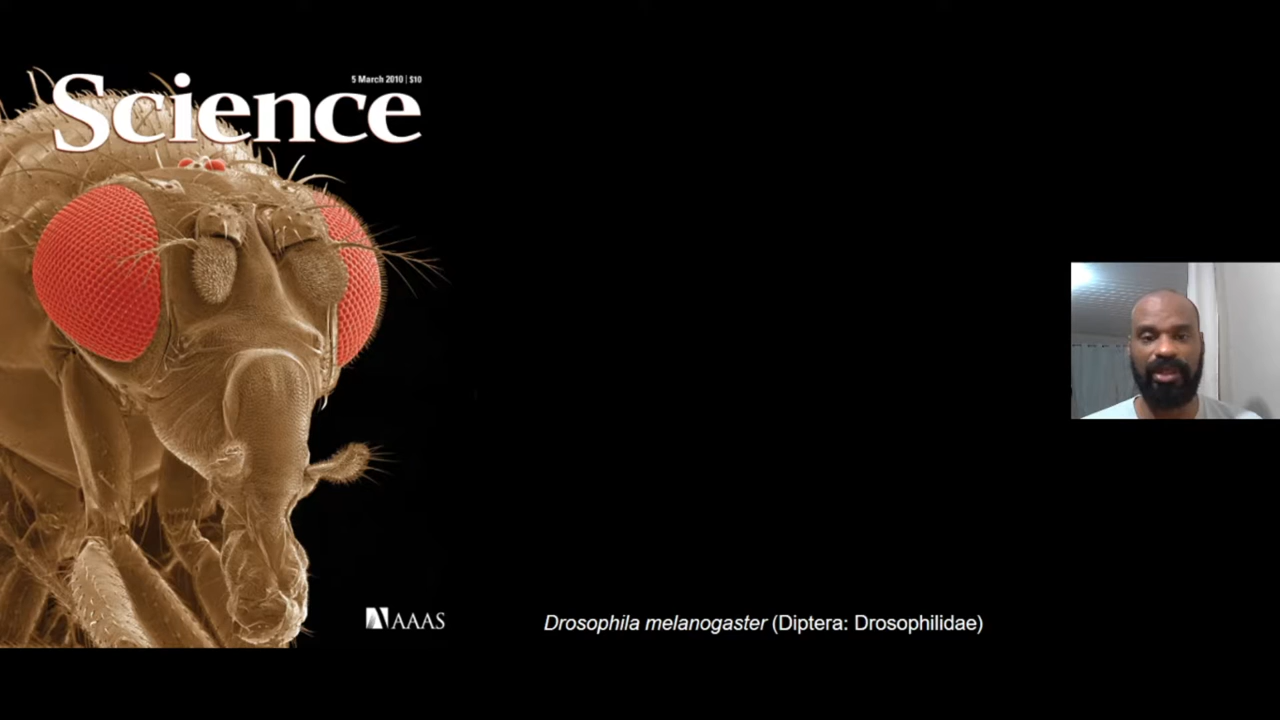 5 March 2010 | $10
Science
AAAS
Drosophila melanogaster (Diptera: Drosophilidae)